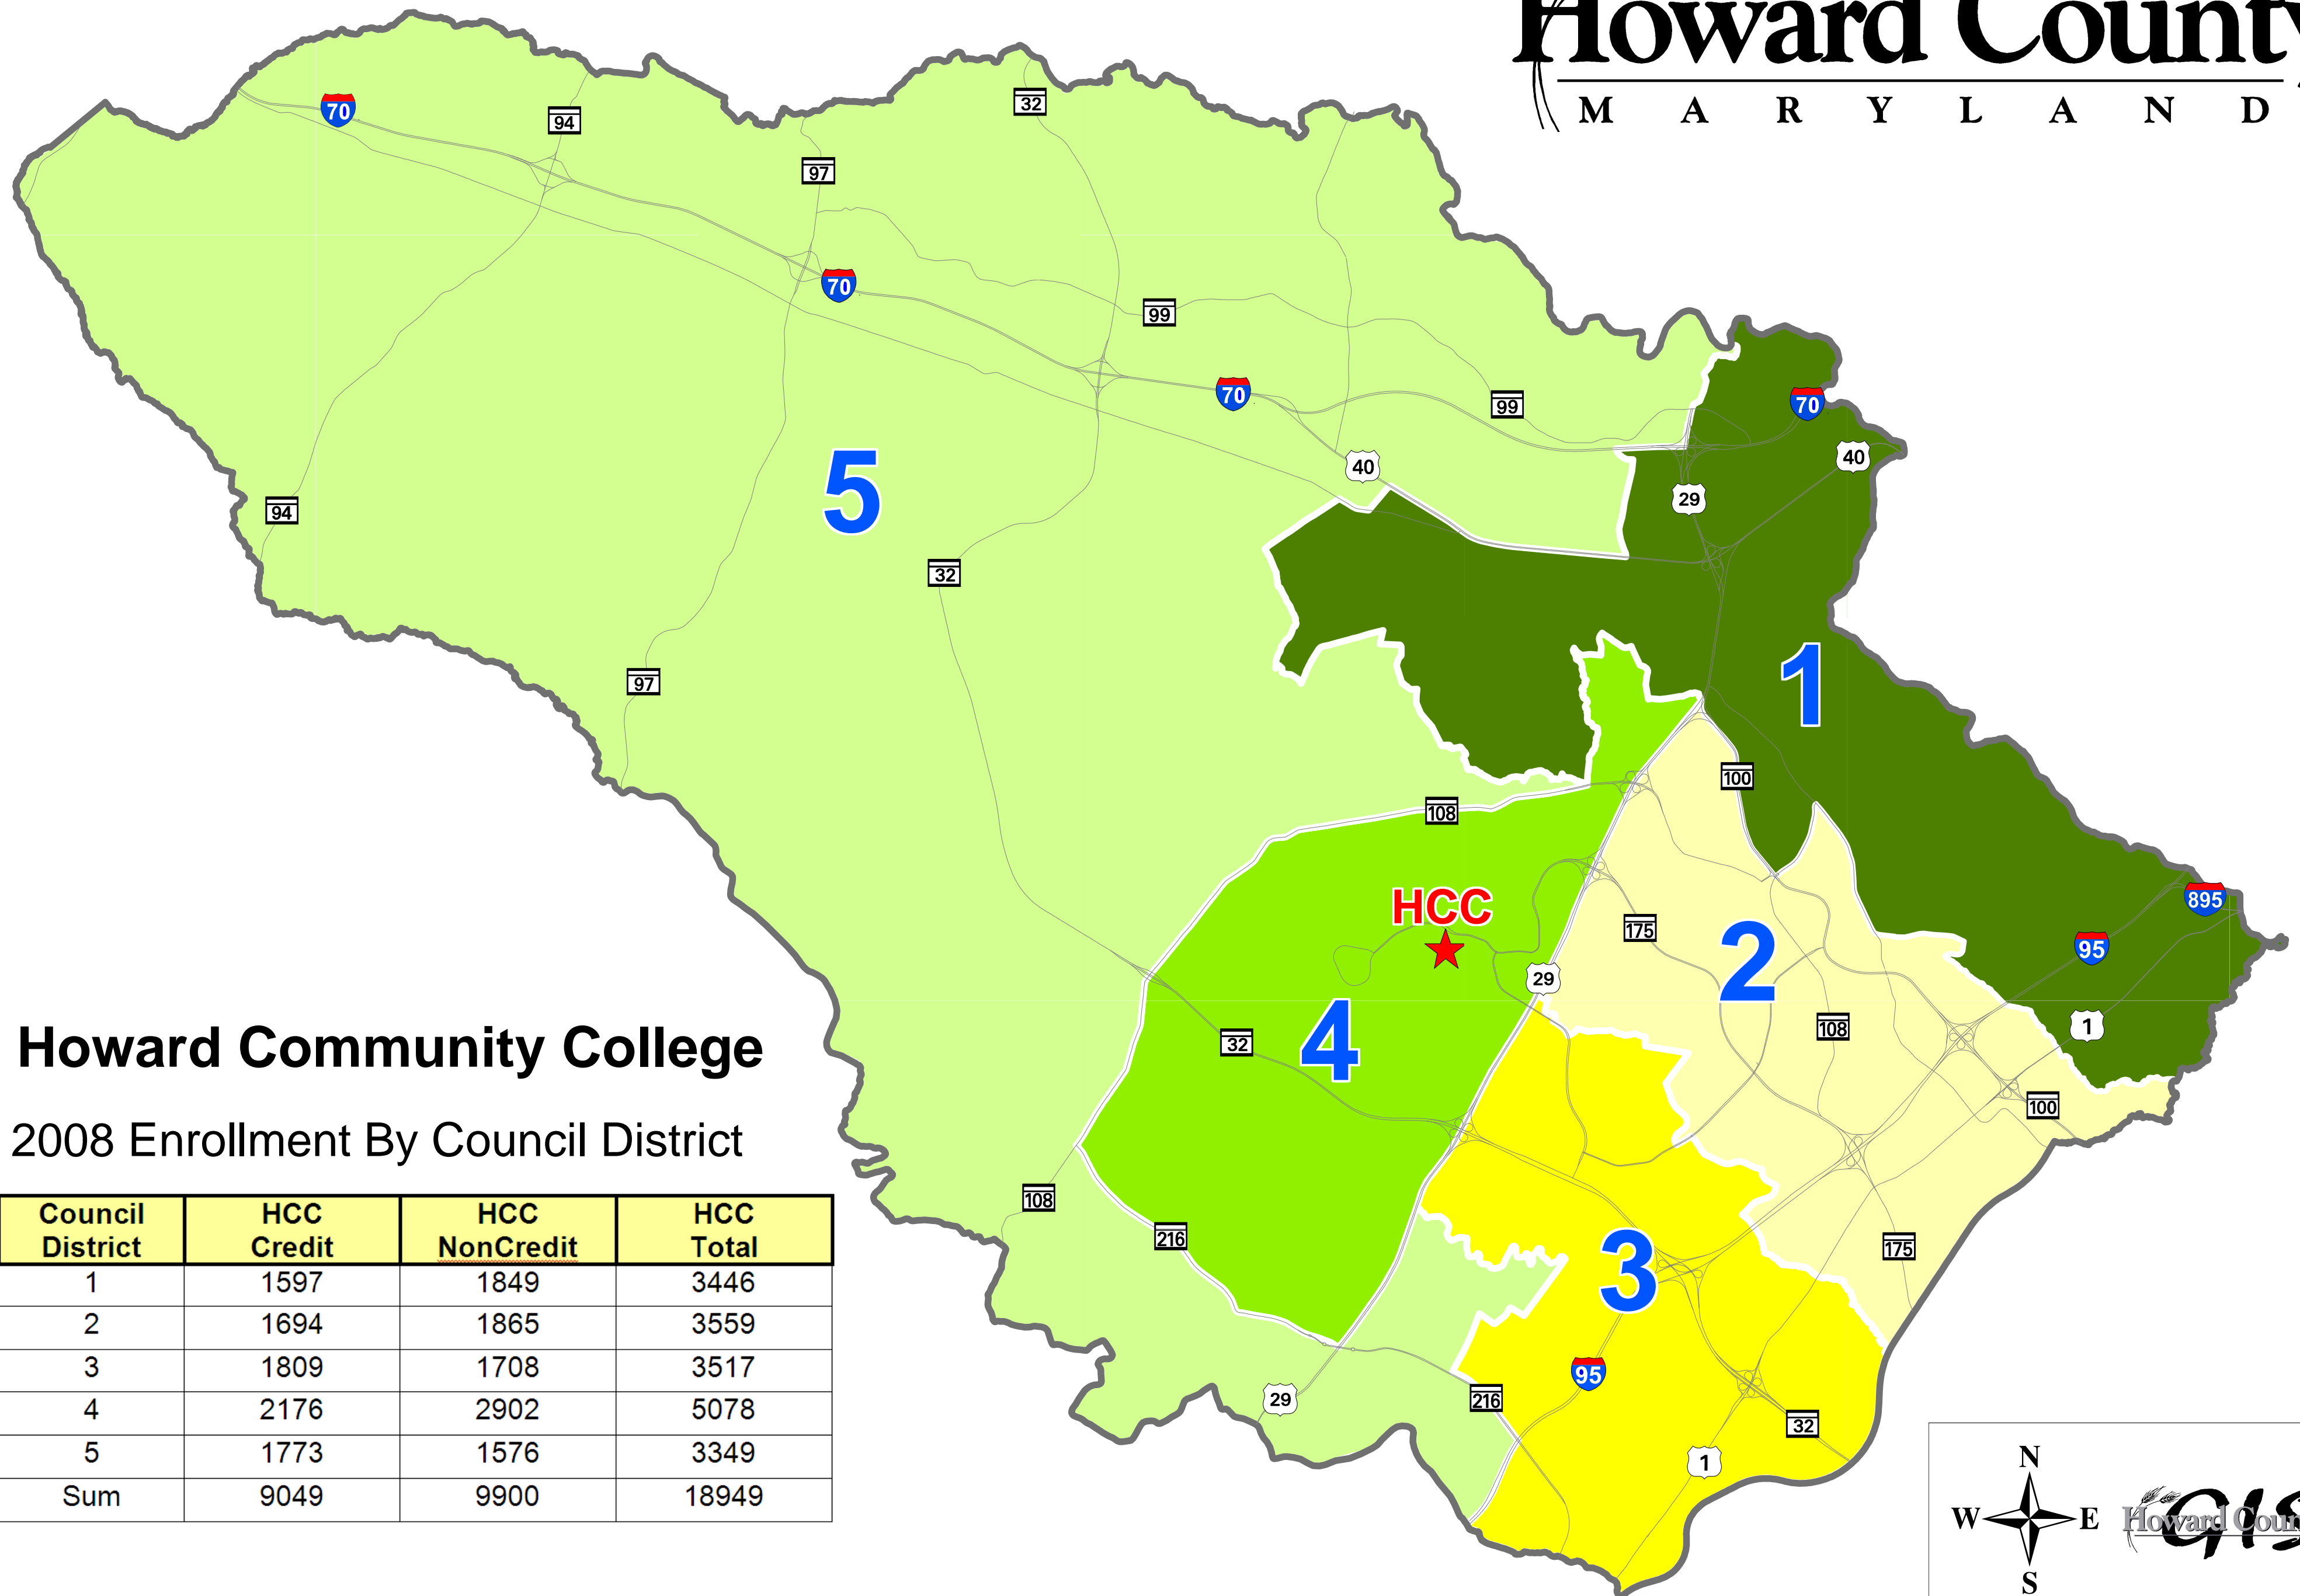 Howard County
M A R Y L A N D
70
94
32
97
70
99
70
99
70
40
40
29
5
94
32
1
97
100
108
HCC
895
175
2
95
29
4
32
108
1
100
Howard Community College
2008 Enrollment By Council District
108
216
3
175
95
29
216
32
1
Council District HCC Credit HCC NonCredit HCC Total
1 1597 1849 3446
2 1694 1865 3559
3 1809 1708 3517
4 2176 2902 5078
5 1773 1576 3349
Sum 9049 9900 18949
N
W E
S
GIS